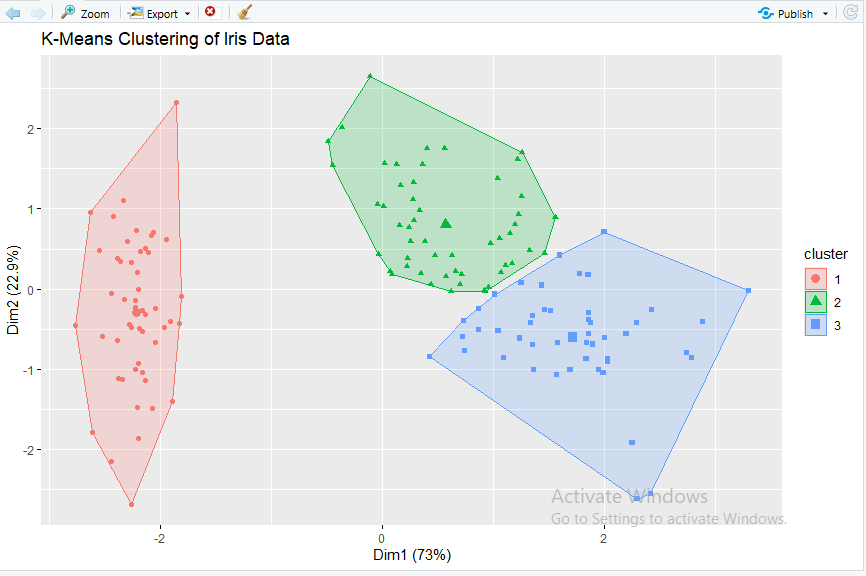 Zoom Export Publish
K-Means Clustering of Iris Data
2
1
0
-1
-2
Dim2 (22.9%)
-2 0 2
Dim1 (73%)
cluster
1
2
3
Activate Windows
Go to Settings to activate Windows.